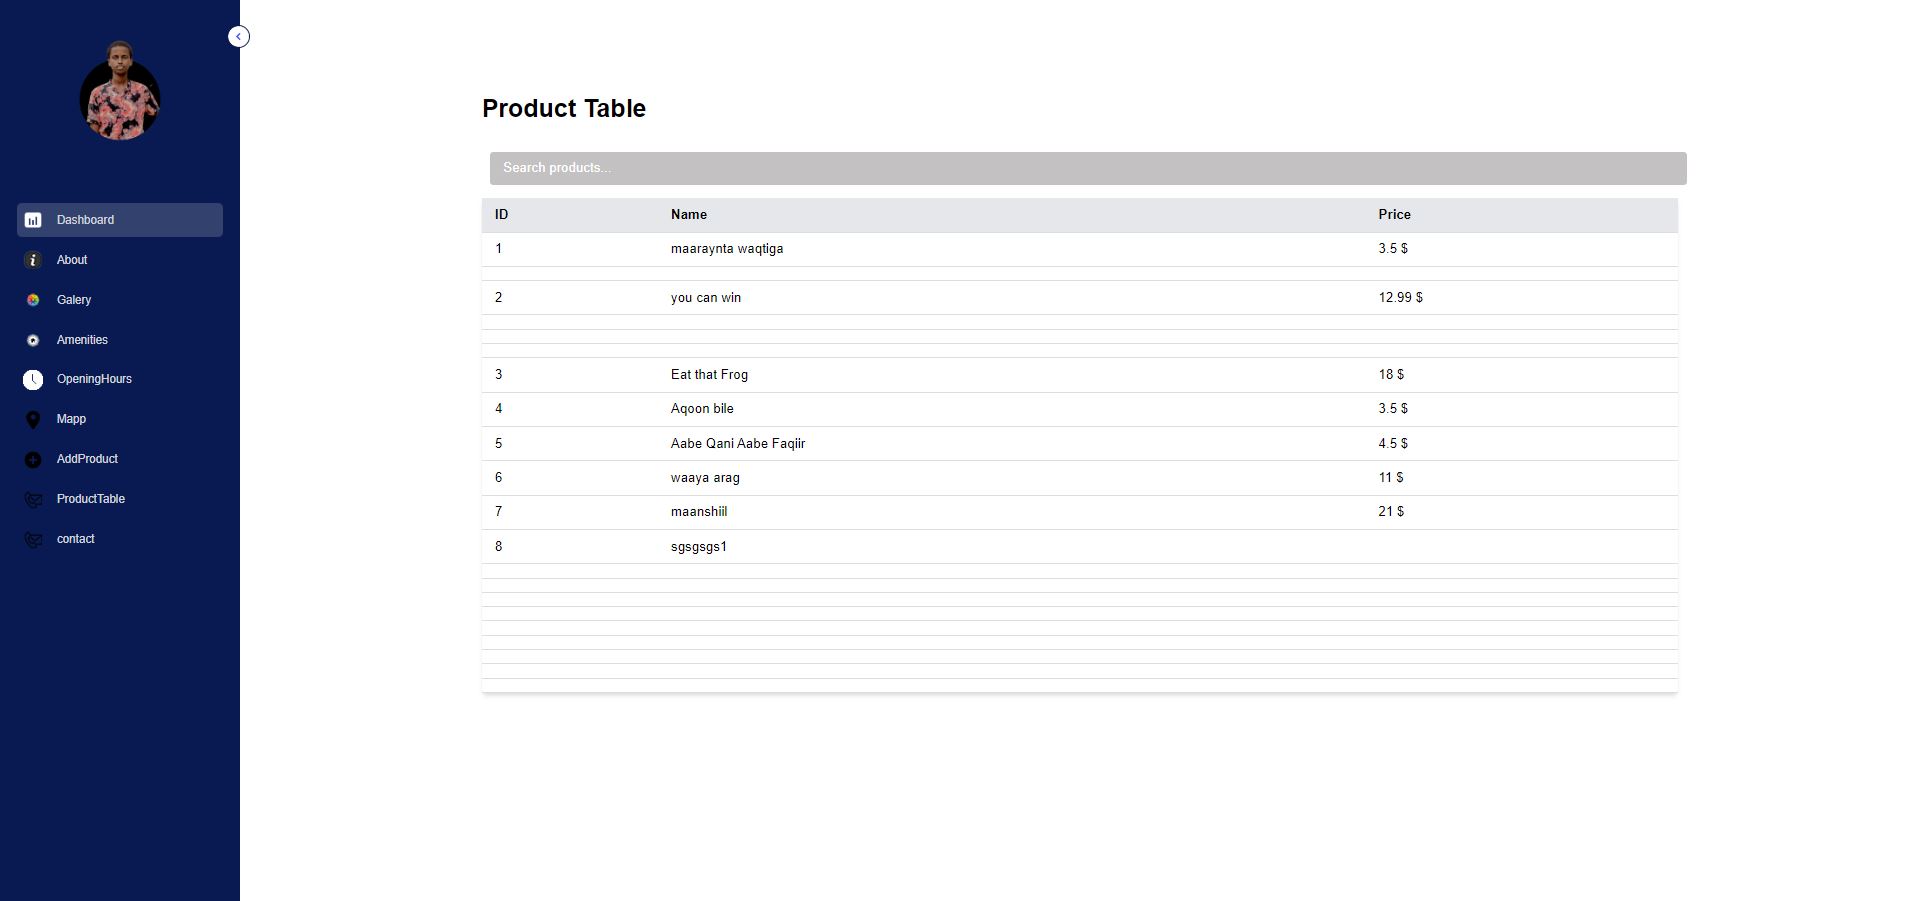 Dashboard
About
Galery
Amenities
OpeningHours
Mapp
AddProduct
ProductTable
contact
Product Table
Search products...
ID Name Price
1 maaraynta waqtiga 3.5 $
2 you can win 12.99 $
3 Eat that Frog 18 $
4 Aqoon bile 3.5 $
5 Aabe Qani Aabe Faqiir 4.5 $
6 waaya arag 11 $
7 maanshiil 21 $
8 sgsgsgs1